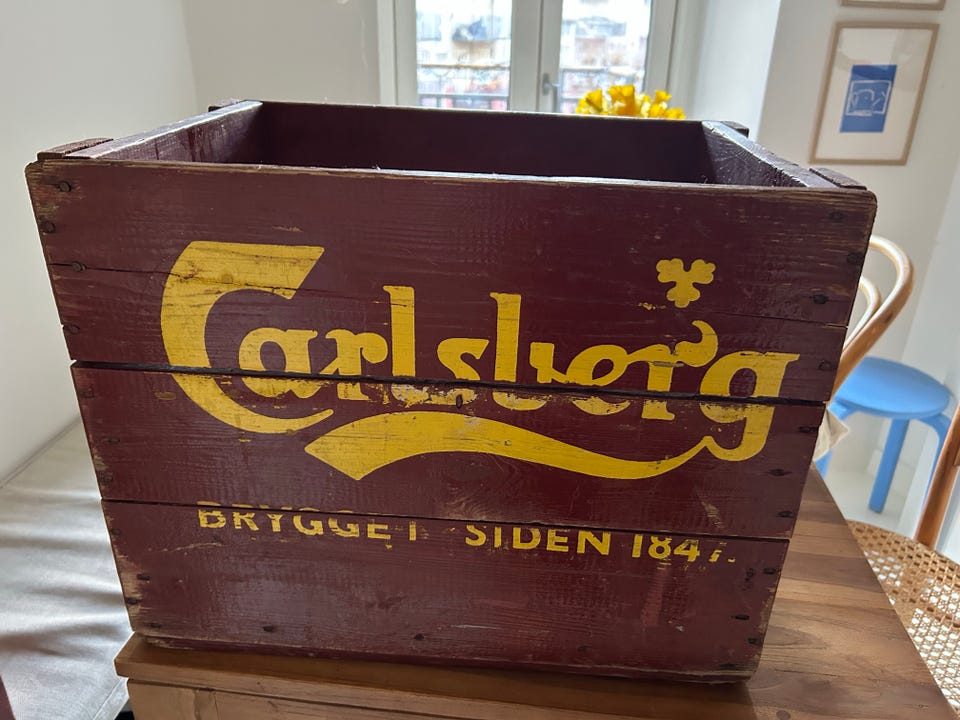 Carlsberg
BRYGGET SIDEN 1847.